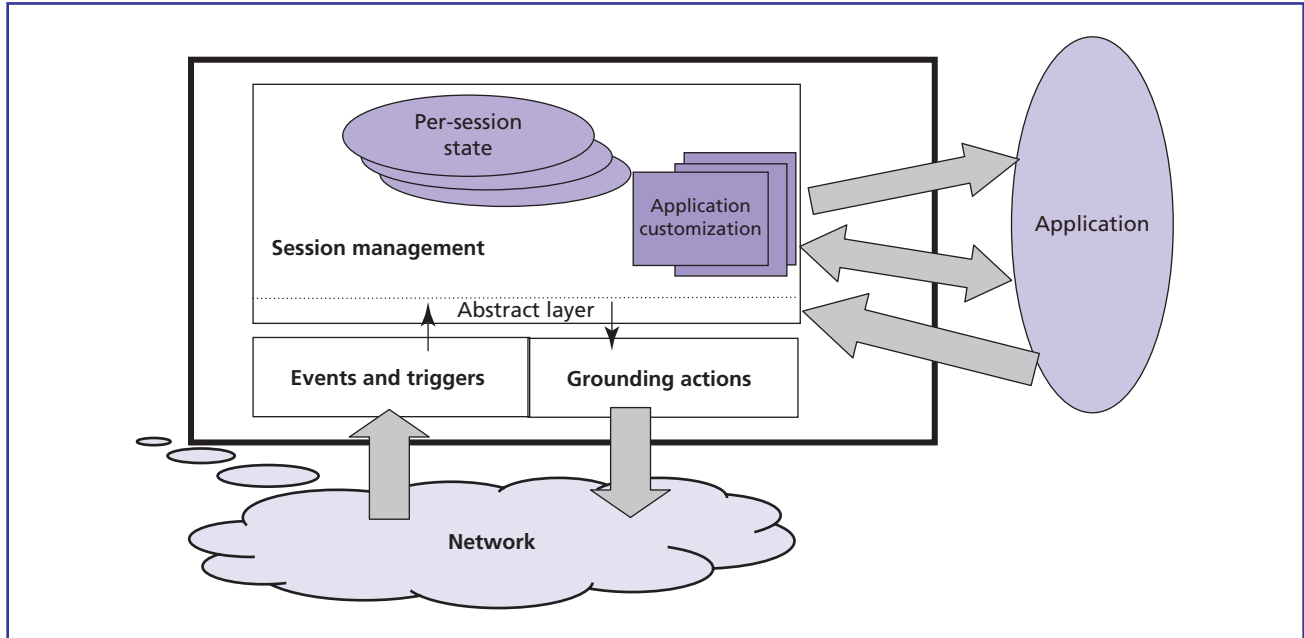 Per-session
state
Application
customization
Application
Session management
Abstract layer
Events and triggers
Grounding actions
Network